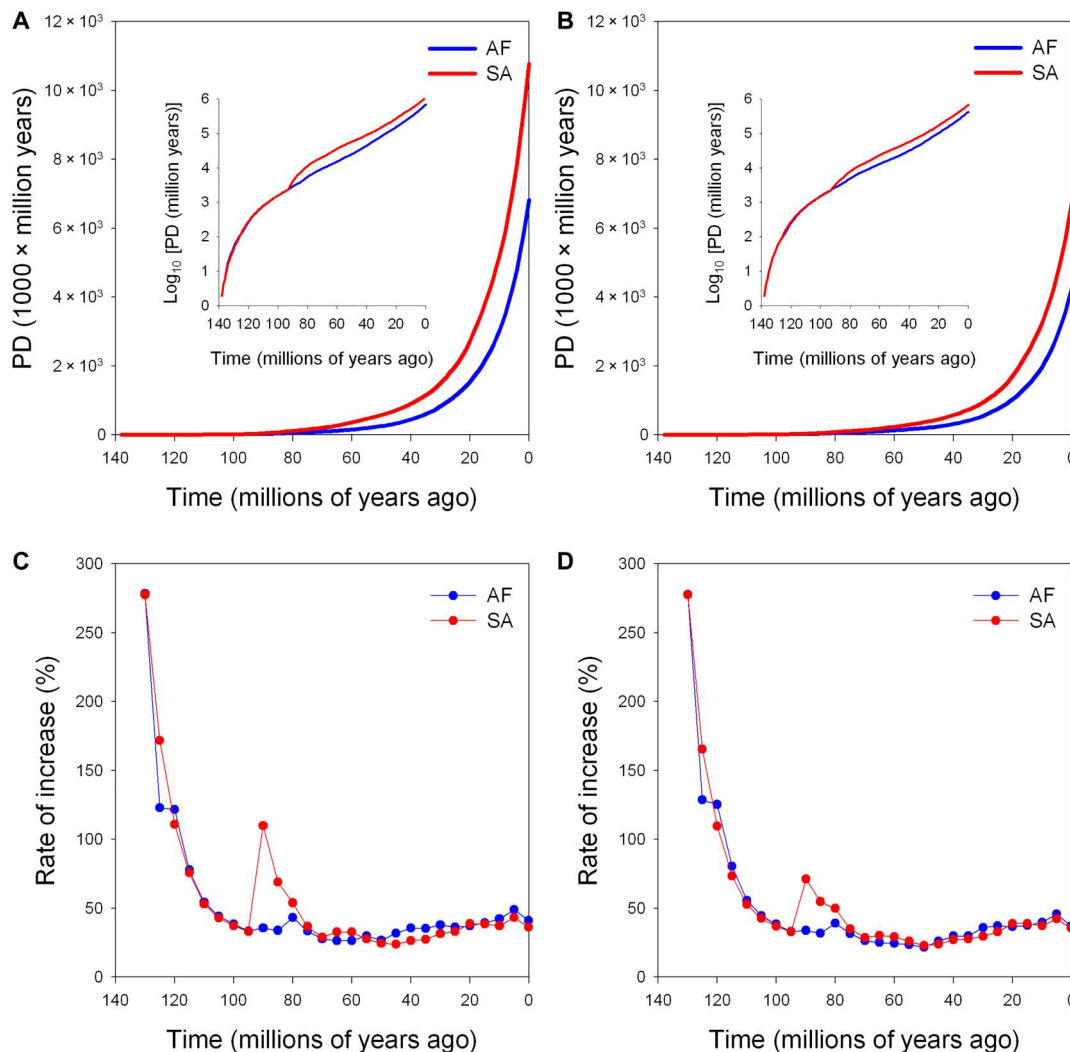 A
12 × 10³
10 × 10³
8 × 10³
6 × 10³
4 × 10³
2 × 10³
0
PD (1000 × million years)
AF
SA
6
5
4
3
2
1
0
Log₁₀ [PD (million years)]
140 120 100 80 60 40 20 0
Time (millions of years ago)
140 120 100 80 60 40 20 0
Time (millions of years ago)
B
12 × 10³
10 × 10³
8 × 10³
6 × 10³
4 × 10³
2 × 10³
0
PD (1000 × million years)
AF
SA
6
5
4
3
2
1
0
Log₁₀ [PD (million years)]
140 120 100 80 60 40 20 0
Time (millions of years ago)
140 120 100 80 60 40 20 0
Time (millions of years ago)
C
300
250
200
150
100
50
0
Rate of increase (%)
AF
SA
140 120 100 80 60 40 20 0
Time (millions of years ago)
D
300
250
200
150
100
50
0
Rate of increase (%)
AF
SA
140 120 100 80 60 40 20 0
Time (millions of years ago)